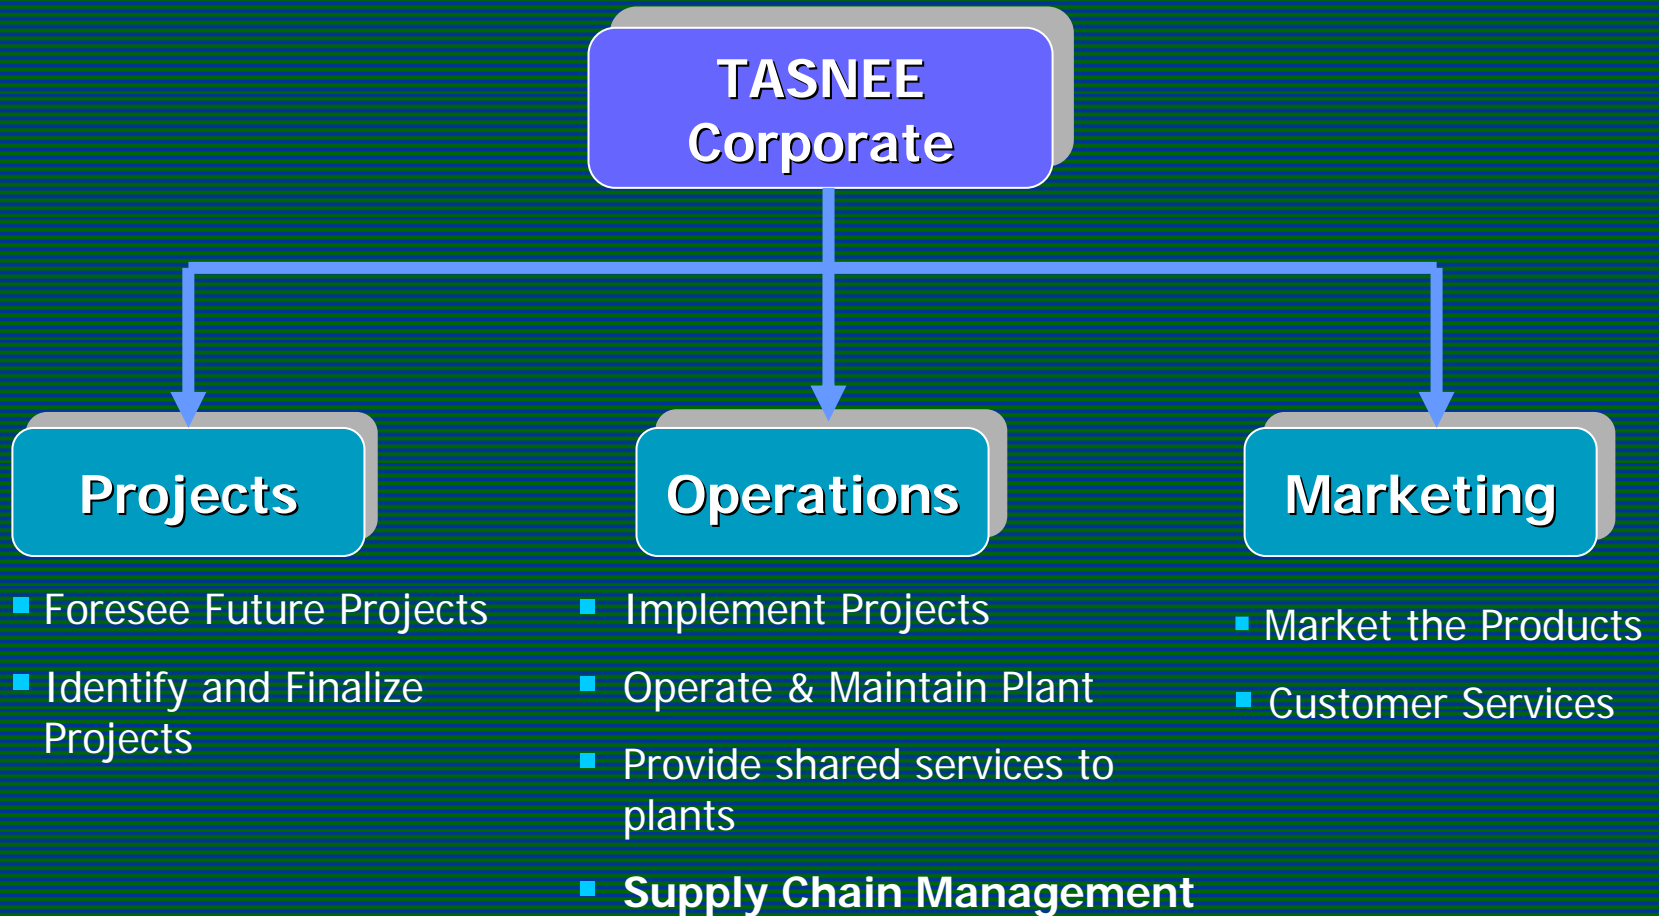 TASNEE
Corporate
Projects
Operations
Marketing
Foresee Future Projects
Identify and Finalize
Projects
Implement Projects
Operate & Maintain Plant
Provide shared services to
plants
Supply Chain Management
Market the Products
Customer Services